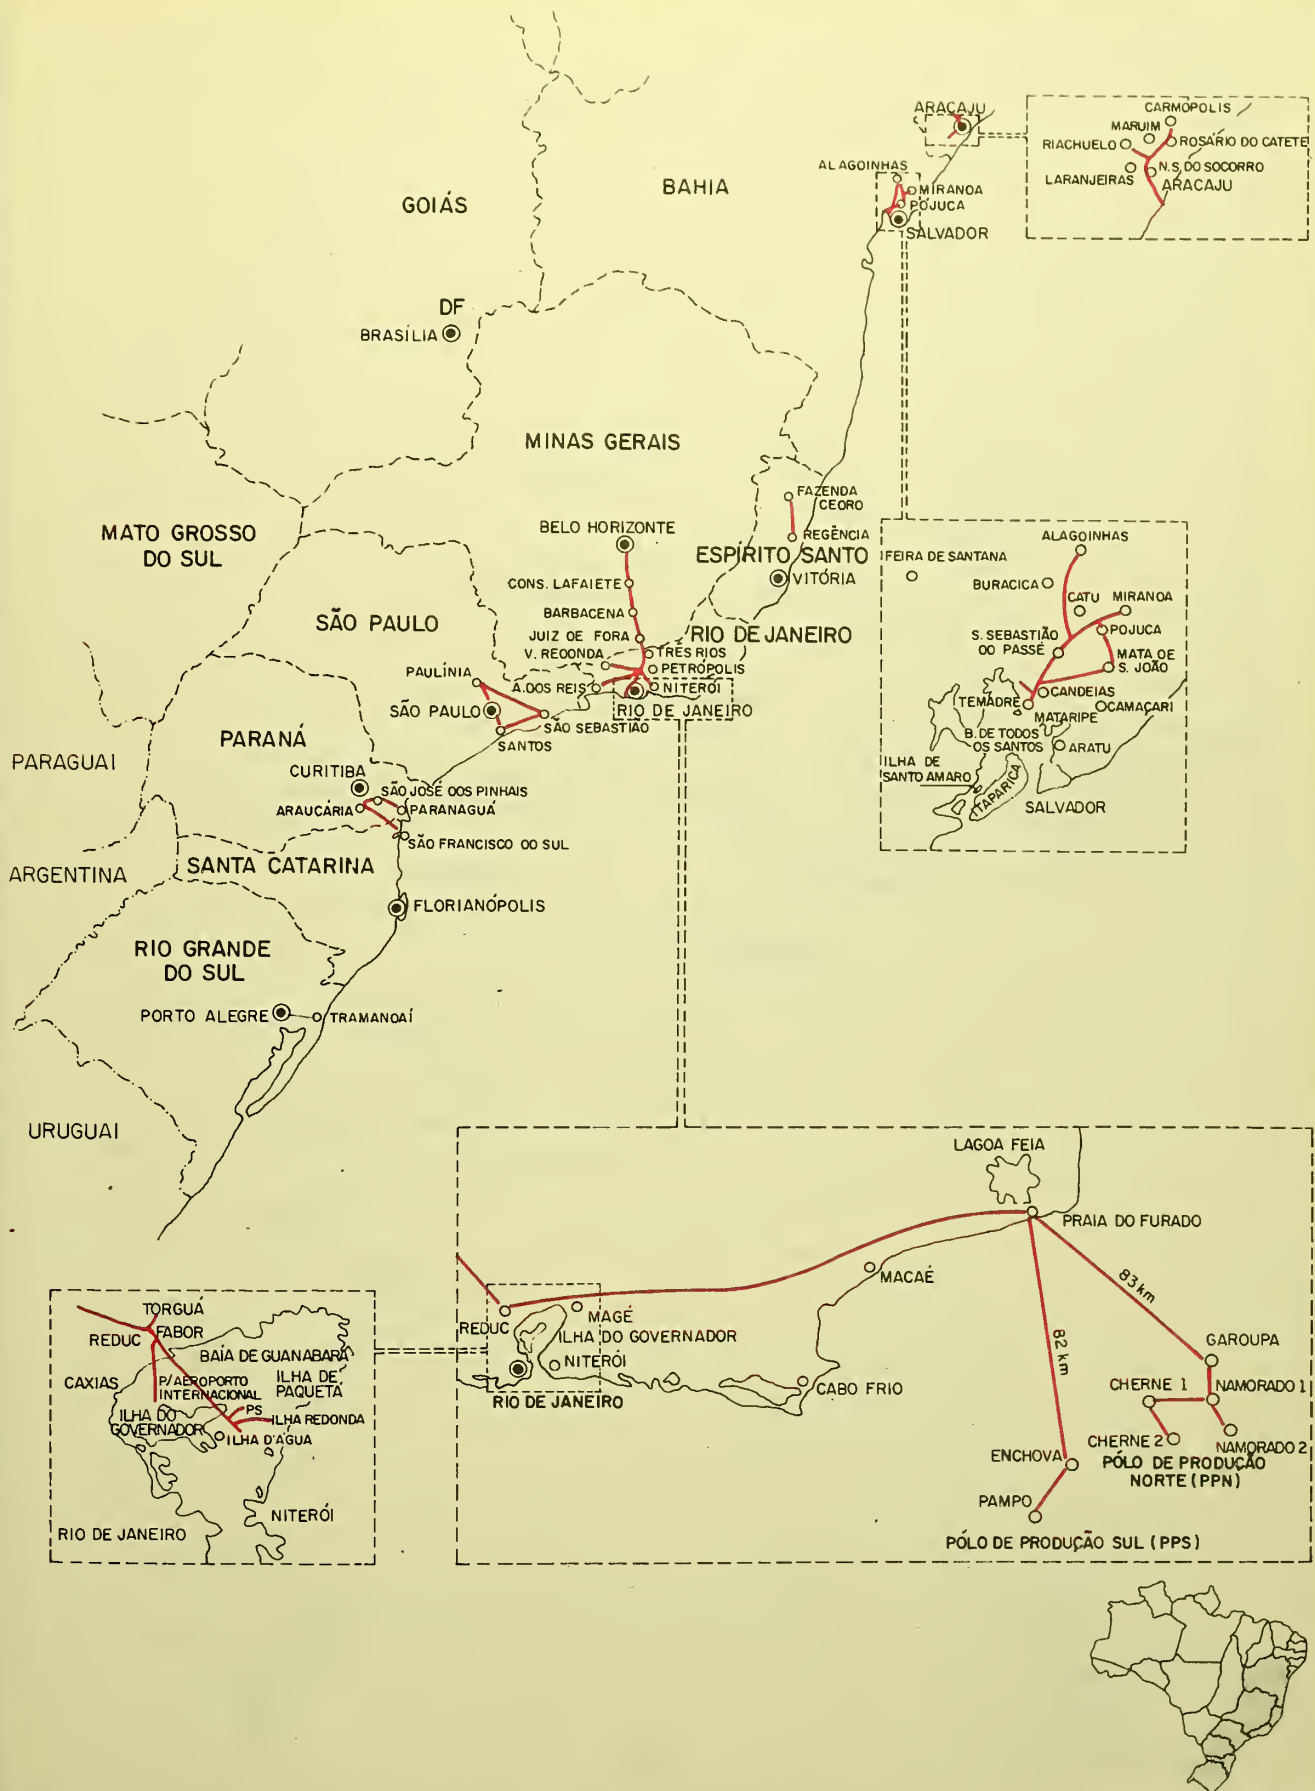 ARACAJU
CARMÓPOLIS
MARUIM
RIACHUELO
ROSÁRIO DO CATETE
LARANJEIRAS
N.S. DO SOCORRO
ARACAJU
ALAGOINHAS
MIRANOA
POJUCA
SALVADOR
BAHIA
GOIÁS
DF
BRASÍLIA
MINAS GERAIS
MATO GROSSO
DO SUL
FAZENDA
CEORO
REGÊNCIA
ESPÍRITO SANTO
VITÓRIA
BELO HORIZONTE
CONS. LAFAIETE
BARBACENA
JUIZ DE FORA
RIO DE JANEIRO
V. REOONDA
TRÊS RIOS
PETRÓPOLIS
A. DOS REIS
NITERÓI
RIO DE JANEIRO
SÃO PAULO
PAULÍNIA
SÃO PAULO
SÃO SEBASTIÃO
SANTOS
PARANÁ
PARAGUAI
CURITIBA
SÃO JOSÉ OOS PINHAIS
ARAUCÁRIA
PARANAGUÁ
SÃO FRANCISCO OO SUL
ARGENTINA
SANTA CATARINA
FLORIANÓPOLIS
RIO GRANDE
DO SUL
PORTO ALEGRE
TRAMANOAÍ
URUGUAI
ALAGOINHAS
FEIRA DE SANTANA
BURACICA
CATU
MIRANOA
POJUCA
S. SEBASTIÃO
OO PASSÉ
MATA DE
S. JOÃO
CANDEIAS
TEMADRE
CAMAÇARI
MATARIPE
B. DE TODOS
OS SANTOS
ARATU
ILHA DE
SANTO AMARO
ITAPARICA
SALVADOR
LAGOA FEIA
PRAIA DO FURADO
MACAÉ
83 km
82 km
REDUC
MAGÉ
ILHA DO GOVERNADOR
NITERÓI
RIO DE JANEIRO
CABO FRIO
GAROUPA
CHERNE 1
NAMORADO 1
CHERNE 2
NAMORADO 2
ENCHOVA
PÓLO DE PRODUÇÃO
NORTE (PPN)
PAMPO
PÓLO DE PRODUÇÃO SUL (PPS)
TORGUÁ
REDUC
FABOR
BAÍA DE GUANABARA
CAXIAS
P/AEROPORTO
INTERNACIONAL
ILHA DE
PAQUETÁ
PS
ILHA DO
GOVERNADOR
ILHA REDONDA
ILHA D'ÁGUA
NITERÓI
RIO DE JANEIRO